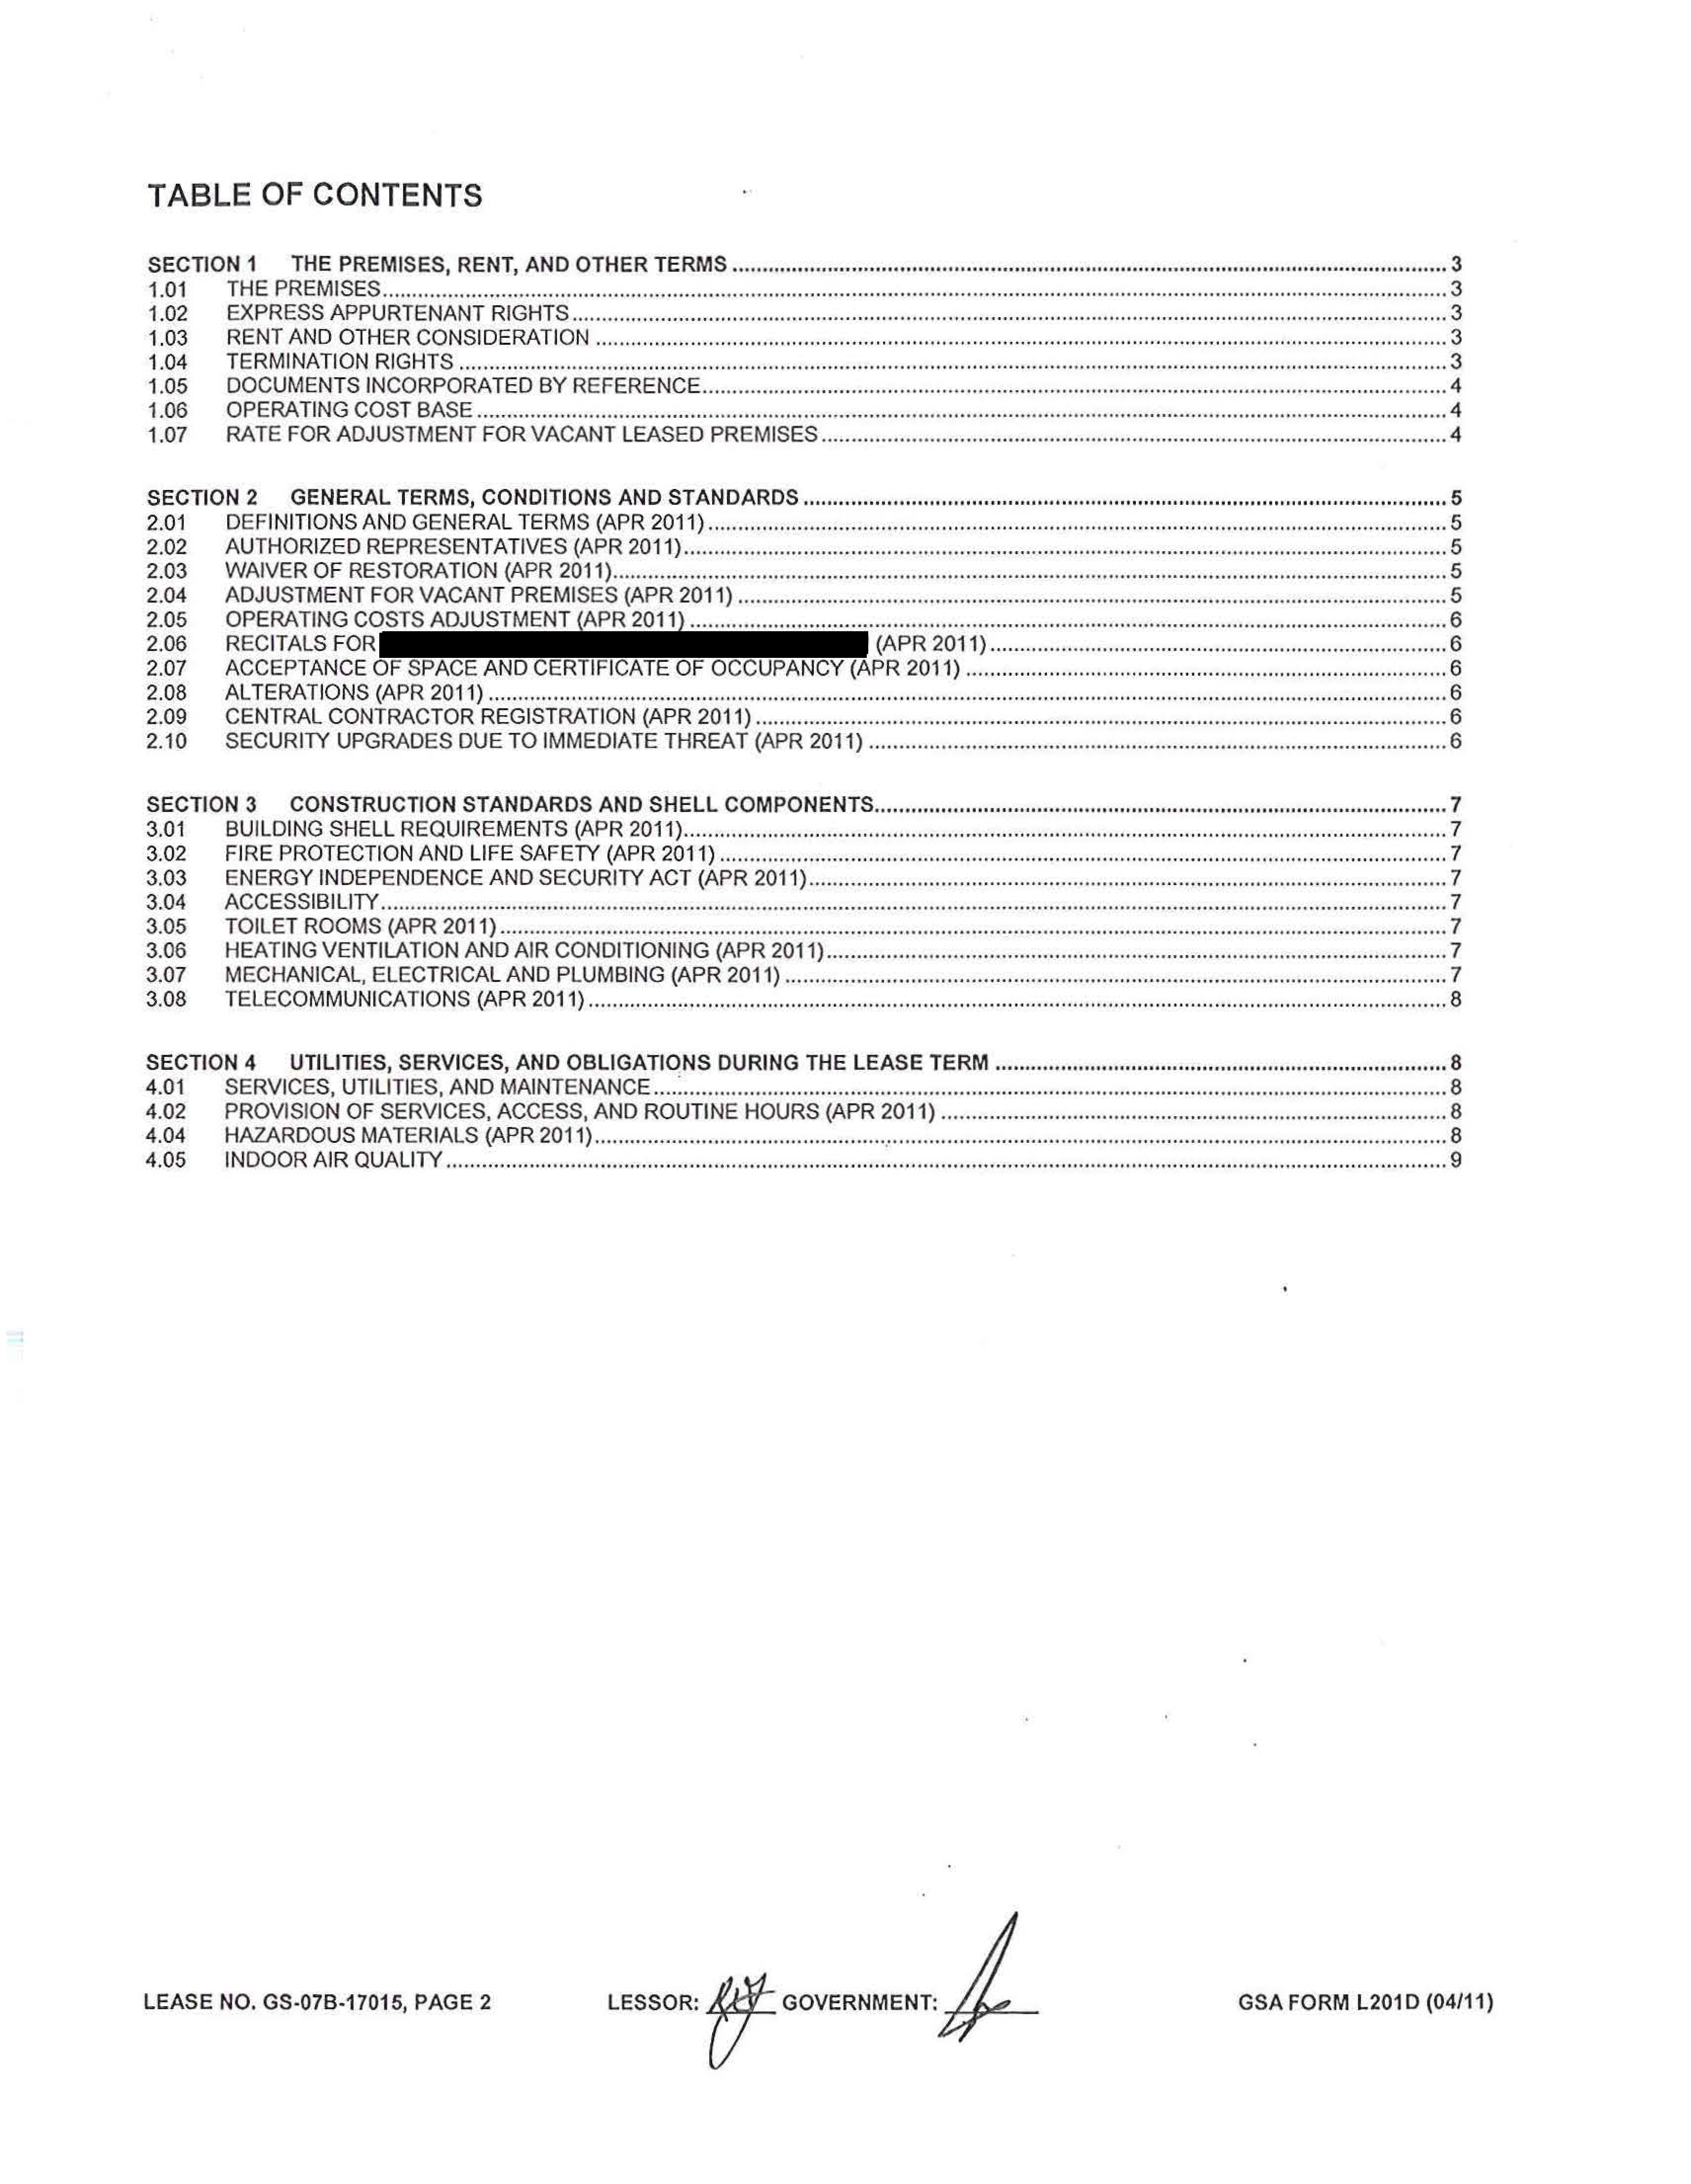 TABLE OF CONTENTS
SECTION 1 THE PREMISES, RENT, AND OTHER TERMS 3
1.01 THE PREMISES 3
1.02 EXPRESS APPURTENANT RIGHTS 3
1.03 RENT AND OTHER CONSIDERATION 3
1.04 TERMINATION RIGHTS 3
1.05 DOCUMENTS INCORPORATED BY REFERENCE 4
1.06 OPERATING COST BASE 4
1.07 RATE FOR ADJUSTMENT FOR VACANT LEASED PREMISES 4
SECTION 2 GENERAL TERMS, CONDITIONS AND STANDARDS 5
2.01 DEFINITIONS AND GENERAL TERMS (APR 2011) 5
2.02 AUTHORIZED REPRESENTATIVES (APR 2011) 5
2.03 WAIVER OF RESTORATION (APR 2011) 5
2.04 ADJUSTMENT FOR VACANT PREMISES (APR 2011) 5
2.05 OPERATING COSTS ADJUSTMENT (APR 2011) 6
2.06 RECITALS FOR (APR 2011) 6
2.07 ACCEPTANCE OF SPACE AND CERTIFICATE OF OCCUPANCY (APR 2011) 6
2.08 ALTERATIONS (APR 2011) 6
2.09 CENTRAL CONTRACTOR REGISTRATION (APR 2011) 6
2.10 SECURITY UPGRADES DUE TO IMMEDIATE THREAT (APR 2011) 6
SECTION 3 CONSTRUCTION STANDARDS AND SHELL COMPONENTS 7
3.01 BUILDING SHELL REQUIREMENTS (APR 2011) 7
3.02 FIRE PROTECTION AND LIFE SAFETY (APR 2011) 7
3.03 ENERGY INDEPENDENCE AND SECURITY ACT (APR 2011) 7
3.04 ACCESSIBILITY 7
3.05 TOILET ROOMS (APR 2011) 7
3.06 HEATING VENTILATION AND AIR CONDITIONING (APR 2011) 7
3.07 MECHANICAL, ELECTRICAL AND PLUMBING (APR 2011) 7
3.08 TELECOMMUNICATIONS (APR 2011) 8
SECTION 4 UTILITIES, SERVICES, AND OBLIGATIONS DURING THE LEASE TERM 8
4.01 SERVICES, UTILITIES, AND MAINTENANCE 8
4.02 PROVISION OF SERVICES, ACCESS, AND ROUTINE HOURS (APR 2011) 8
4.04 HAZARDOUS MATERIALS (APR 2011) 8
4.05 INDOOR AIR QUALITY 9
LEASE NO. GS-07B-17015, PAGE 2 LESSOR: GOVERNMENT: GSA FORM L201D (04/11)